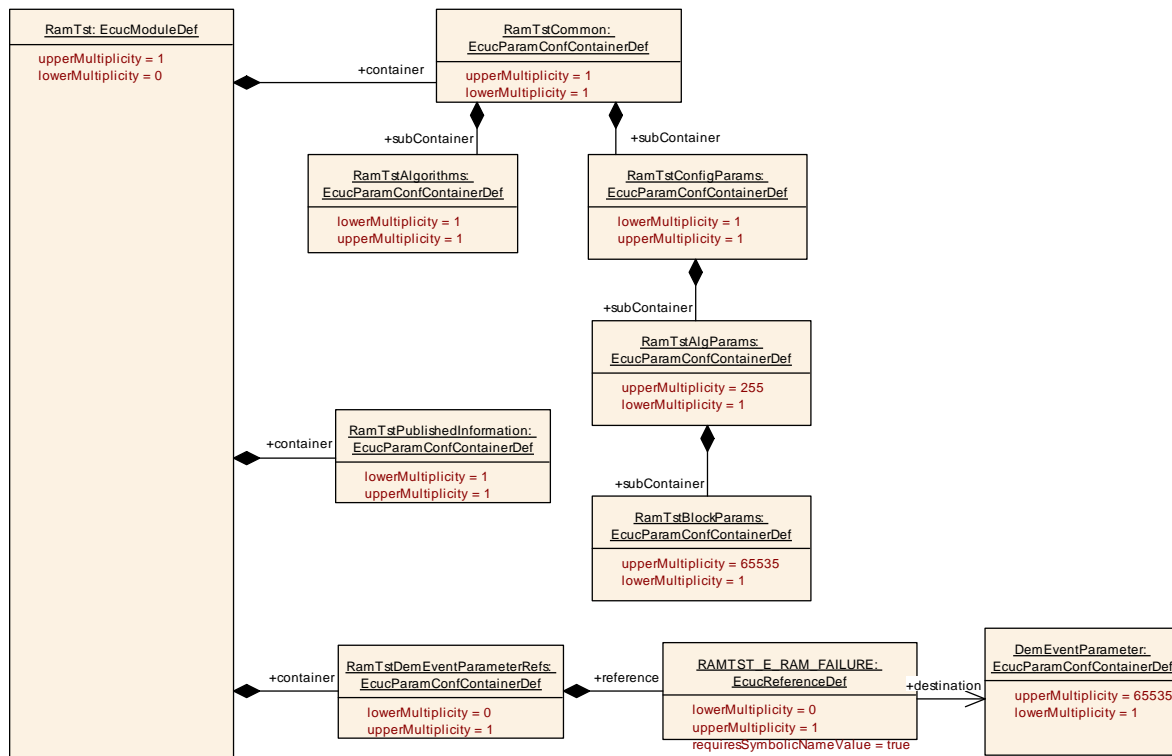 RamTst: EcucModuleDef
upperMultiplicity = 1
lowerMultiplicity = 0
+container
RamTstCommon:
EcucParamConfContainerDef
upperMultiplicity = 1
lowerMultiplicity = 1
+subContainer
+subContainer
RamTstAlgorithms:
EcucParamConfContainerDef
lowerMultiplicity = 1
upperMultiplicity = 1
RamTstConfigParams:
EcucParamConfContainerDef
lowerMultiplicity = 1
upperMultiplicity = 1
+subContainer
RamTstAlgParams:
EcucParamConfContainerDef
upperMultiplicity = 255
lowerMultiplicity = 1
+container
RamTstPublishedInformation:
EcucParamConfContainerDef
lowerMultiplicity = 1
upperMultiplicity = 1
+subContainer
RamTstBlockParams:
EcucParamConfContainerDef
upperMultiplicity = 65535
lowerMultiplicity = 1
+container
RamTstDemEventParameterRefs:
EcucParamConfContainerDef
lowerMultiplicity = 0
upperMultiplicity = 1
+reference
RAMTST_E_RAM_FAILURE:
EcucReferenceDef
lowerMultiplicity = 0
upperMultiplicity = 1
requiresSymbolicNameValue = true
+destination
DemEventParameter:
EcucParamConfContainerDef
upperMultiplicity = 65535
lowerMultiplicity = 1